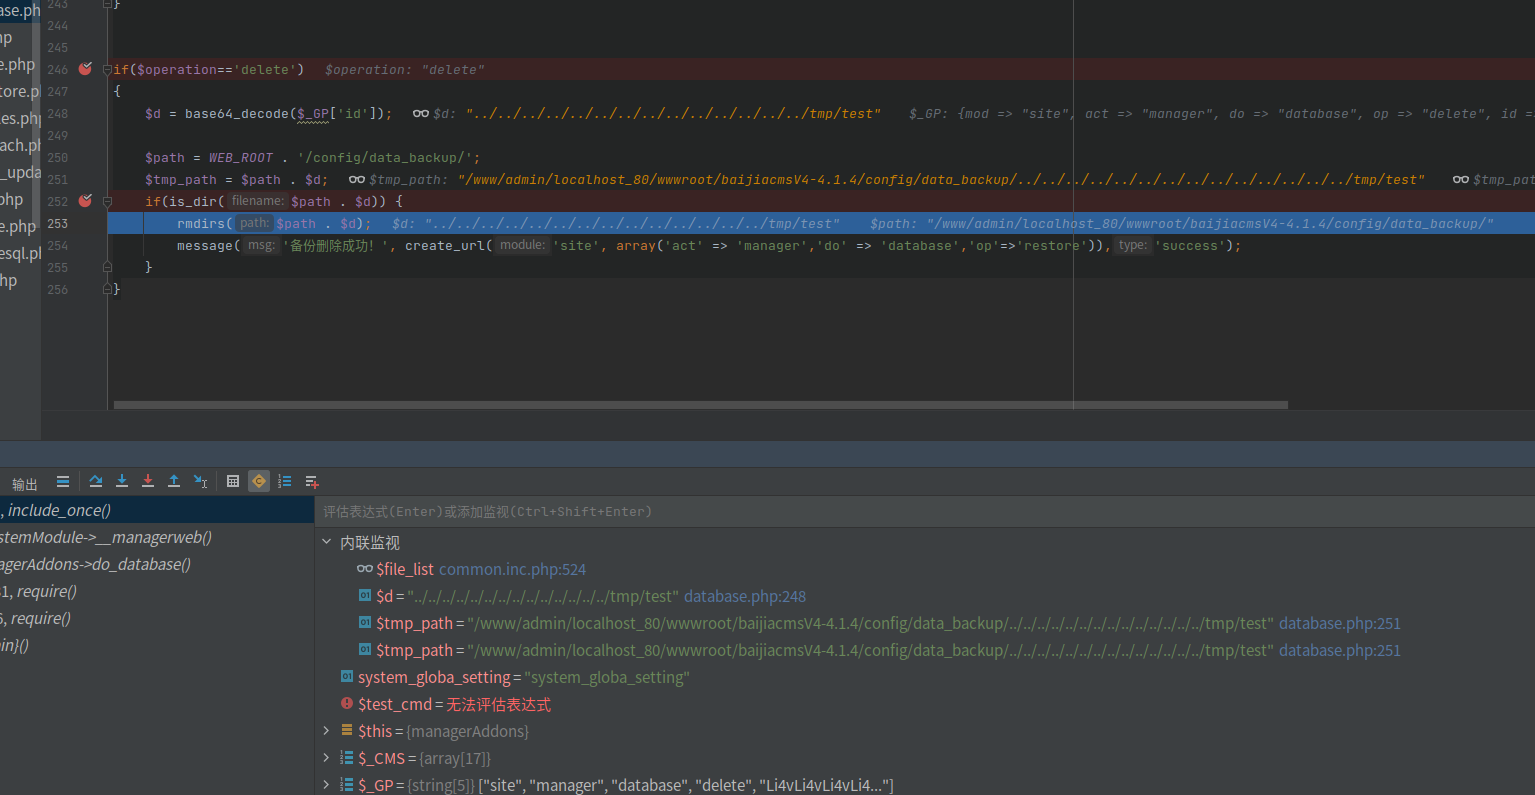 ase.ph
hp
e.php
tore.p
les.php
ach.ph
_upda
php
e.php
esql.ph
hp
243 }
244
245
246 if($operation=='delete') $operation: "delete"
247 {
248 $d = base64_decode($_GP['id']); $d: "../../../../../../../../../../../../../../tmp/test" $_GP: {mod => "site", act => "manager", do => "database", op => "delete", id =
249
250 $path = WEB_ROOT . '/config/data_backup/';
251 $tmp_path = $path . $d; $tmp_path: "/www/admin/localhost_80/wwwroot/baijiacmsV4-4.1.4/config/data_backup/../../../../../../../../../../../../../../tmp/test" $tmp_pat
252 if(is_dir( filename: $path . $d)) {
253 rmdirs( path: $path . $d); $d: "../../../../../../../../../../../../../../tmp/test" $path: "/www/admin/localhost_80/wwwroot/baijiacmsV4-4.1.4/config/data_backup/"
254 message( msg: '备份删除成功！', create_url( module: 'site', array('act' => 'manager','do' => 'database','op'=>'restore')), type: 'success');
255 }
256 }
输出
, include_once()
stemModule->__managerweb()
agerAddons->do_database()
1, require()
, require()
in}()
评估表达式(Enter)或添加监视(Ctrl+Shift+Enter)
内联监视
$file_list common.inc.php:524
$d = "../../../../../../../../../../../../../../tmp/test" database.php:248
$tmp_path = "/www/admin/localhost_80/wwwroot/baijiacmsV4-4.1.4/config/data_backup/../../../../../../../../../../../../../../tmp/test" database.php:251
$tmp_path = "/www/admin/localhost_80/wwwroot/baijiacmsV4-4.1.4/config/data_backup/../../../../../../../../../../../../../../tmp/test" database.php:251
system_globa_setting = "system_globa_setting"
$test_cmd = 无法评估表达式
$this = {managerAddons}
$_CMS = {array[17]}
$_GP = {string[5]} ["site", "manager", "database", "delete", "Li4vLi4vLi4vLi4..."]